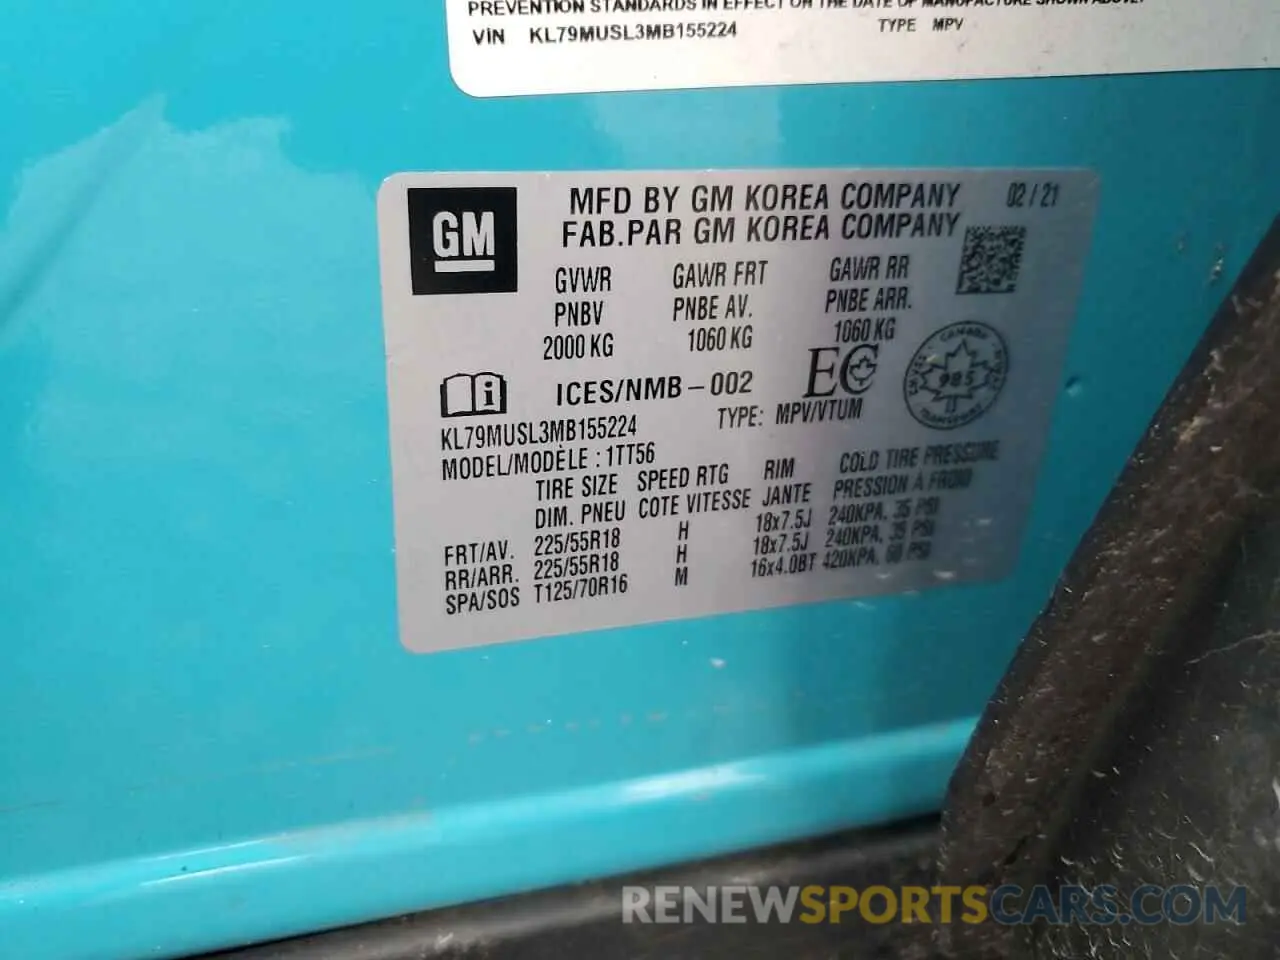 PREVENTION STANDARDS IN EFFECT ON THE DATE OF MANUFACTURE SHOWN ABOVE.
VIN KL79MUSL3MB155224 TYPE MPV
GM
MFD BY GM KOREA COMPANY 02/21
FAB.PAR GM KOREA COMPANY
GVWR GAWR FRT GAWR RR
PNBV PNBE AV. PNBE ARR.
2000 KG 1060 KG 1060 KG
ICES/NMB-002 EC
CANADA 985 TRANSPORT
KL79MUSL3MB155224 TYPE: MPV/VTUM
MODEL/MODÈLE : 1TT56
TIRE SIZE SPEED RTG RIM COLD TIRE PRESSURE
DIM. PNEU COTE VITESSE JANTE PRESSION À FROID
FRT/AV. 225/55R18 H 18x7.5J 240KPA, 35 PSI
RR/ARR. 225/55R18 H 18x7.5J 240KPA, 35 PSI
SPA/SOS T125/70R16 M 16x4.0BT 420KPA, 60 PSI
RENEWSPORTSCARS.COM